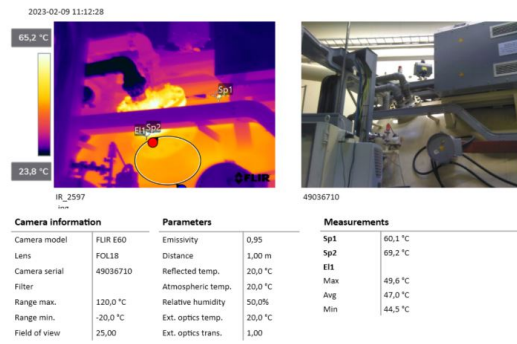 2023-02-09 11:12:28
65,2 °C
Sp1
El1 Sp2
23,8 °C
FLIR
IR_2597
49036710
Camera information
Camera model FLIR E60
Lens FOL18
Camera serial 49036710
Filter
Range max. 120,0 °C
Range min. -20,0 °C
Field of view 25,00
Parameters
Emissivity 0,95
Distance 1,00 m
Reflected temp. 20,0 °C
Atmospheric temp. 20,0 °C
Relative humidity 50,0%
Ext. optics temp. 20,0 °C
Ext. optics trans. 1,00
Measurements
Sp1 60,1 °C
Sp2 69,2 °C
El1
Max 49,6 °C
Avg 47,0 °C
Min 44,5 °C